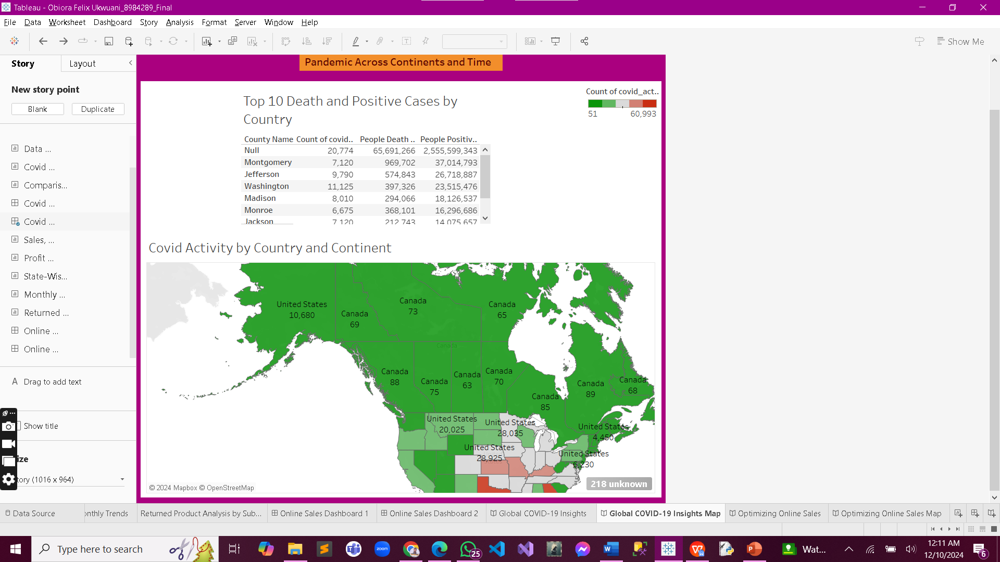 Tableau - Obiora Felix Ukwuani_8984289_Final
File Data Worksheet Dashboard Story Analysis Format Server Window Help
Show Me
Story Layout
New story point
Blank Duplicate
Data ...
Covid ...
Comparis...
Covid ...
Covid ...
Sales, ...
Profit ...
State-Wis...
Monthly ...
Returned ...
Online ...
Online ...
A Drag to add text
Show title
ize
tory (1016 x 964)
Pandemic Across Continents and Time
Count of covid_act..
51 60,993
Top 10 Death and Positive Cases by
Country
County Name Count of covid.. People Death .. People Positiv..
Null 20,774 65,691,266 2,555,599,343
Montgomery 7,120 969,702 37,014,793
Jefferson 9,790 574,843 26,718,887
Washington 11,125 397,326 23,515,476
Madison 8,010 294,066 18,126,537
Monroe 6,675 368,101 16,296,686
Jackson 7,120 212,743 14,075,657
Covid Activity by Country and Continent
United States
10,680
Canada
69
Canada
73
Canada
65
Canada
Canada
88
Canada
75
Canada
63
Canada
70
Canada
85
Canada
89
Canada
68
United States
20,025
United States
28,035
United States
4,450
United States
28,925
United States
6,230
218 unknown
© 2024 Mapbox © OpenStreetMap
Data Source
onthly Trends
Returned Product Analysis by Sub...
Online Sales Dashboard 1
Online Sales Dashboard 2
Global COVID-19 Insights
Global COVID-19 Insights Map
Optimizing Online Sales
Optimizing Online Sales Map
Type here to search
zoom
25
Wat...
12:11 AM
12/10/2024
6